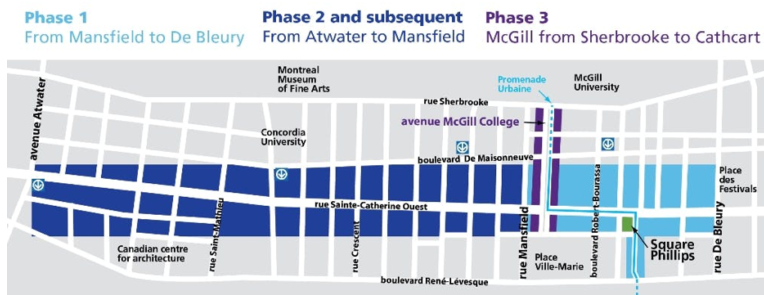 Phase 1
From Mansfield to De Bleury
Phase 2 and subsequent
From Atwater to Mansfield
Phase 3
McGill from Sherbrooke to Cathcart
Montreal
Museum
of Fine Arts
Promenade
Urbaine
McGill
University
rue Sherbrooke
avenue Atwater
avenue McGill College
Concordia
University
boulevard De Maisonneuve
Place
des
Festivals
rue Sainte-Catherine Ouest
rue Saint-Mathieu
rue Crescent
rue Mansfield
boulevard Robert-Bourassa
rue De Bleury
Canadian centre
for architecture
Place
Ville-Marie
Square
Phillips
boulevard René-Lévesque